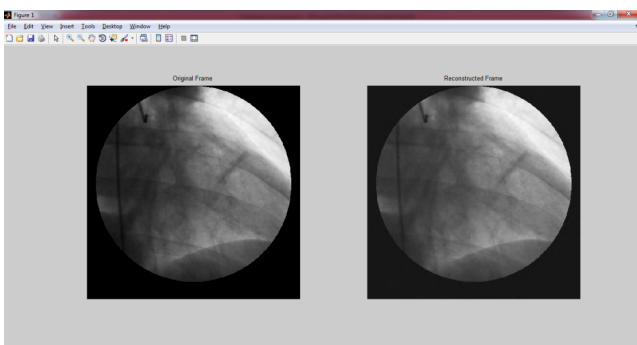 Figure 1
File Edit View Insert Tools Desktop Window Help
Original Frame
Reconstructed Frame